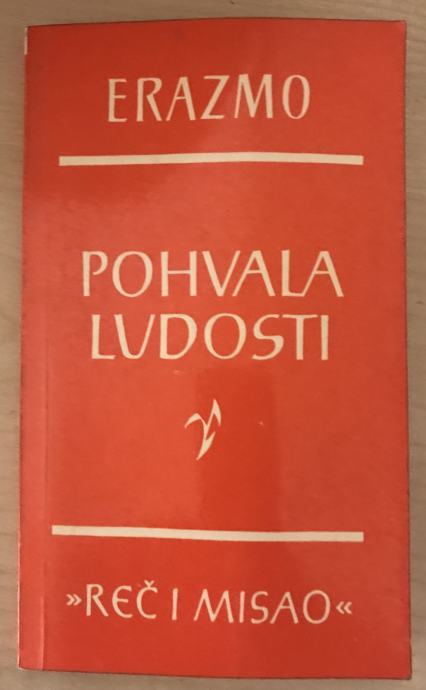 ERAZMO
POHVALA
LUDOSTI
»REČ I MISAO«